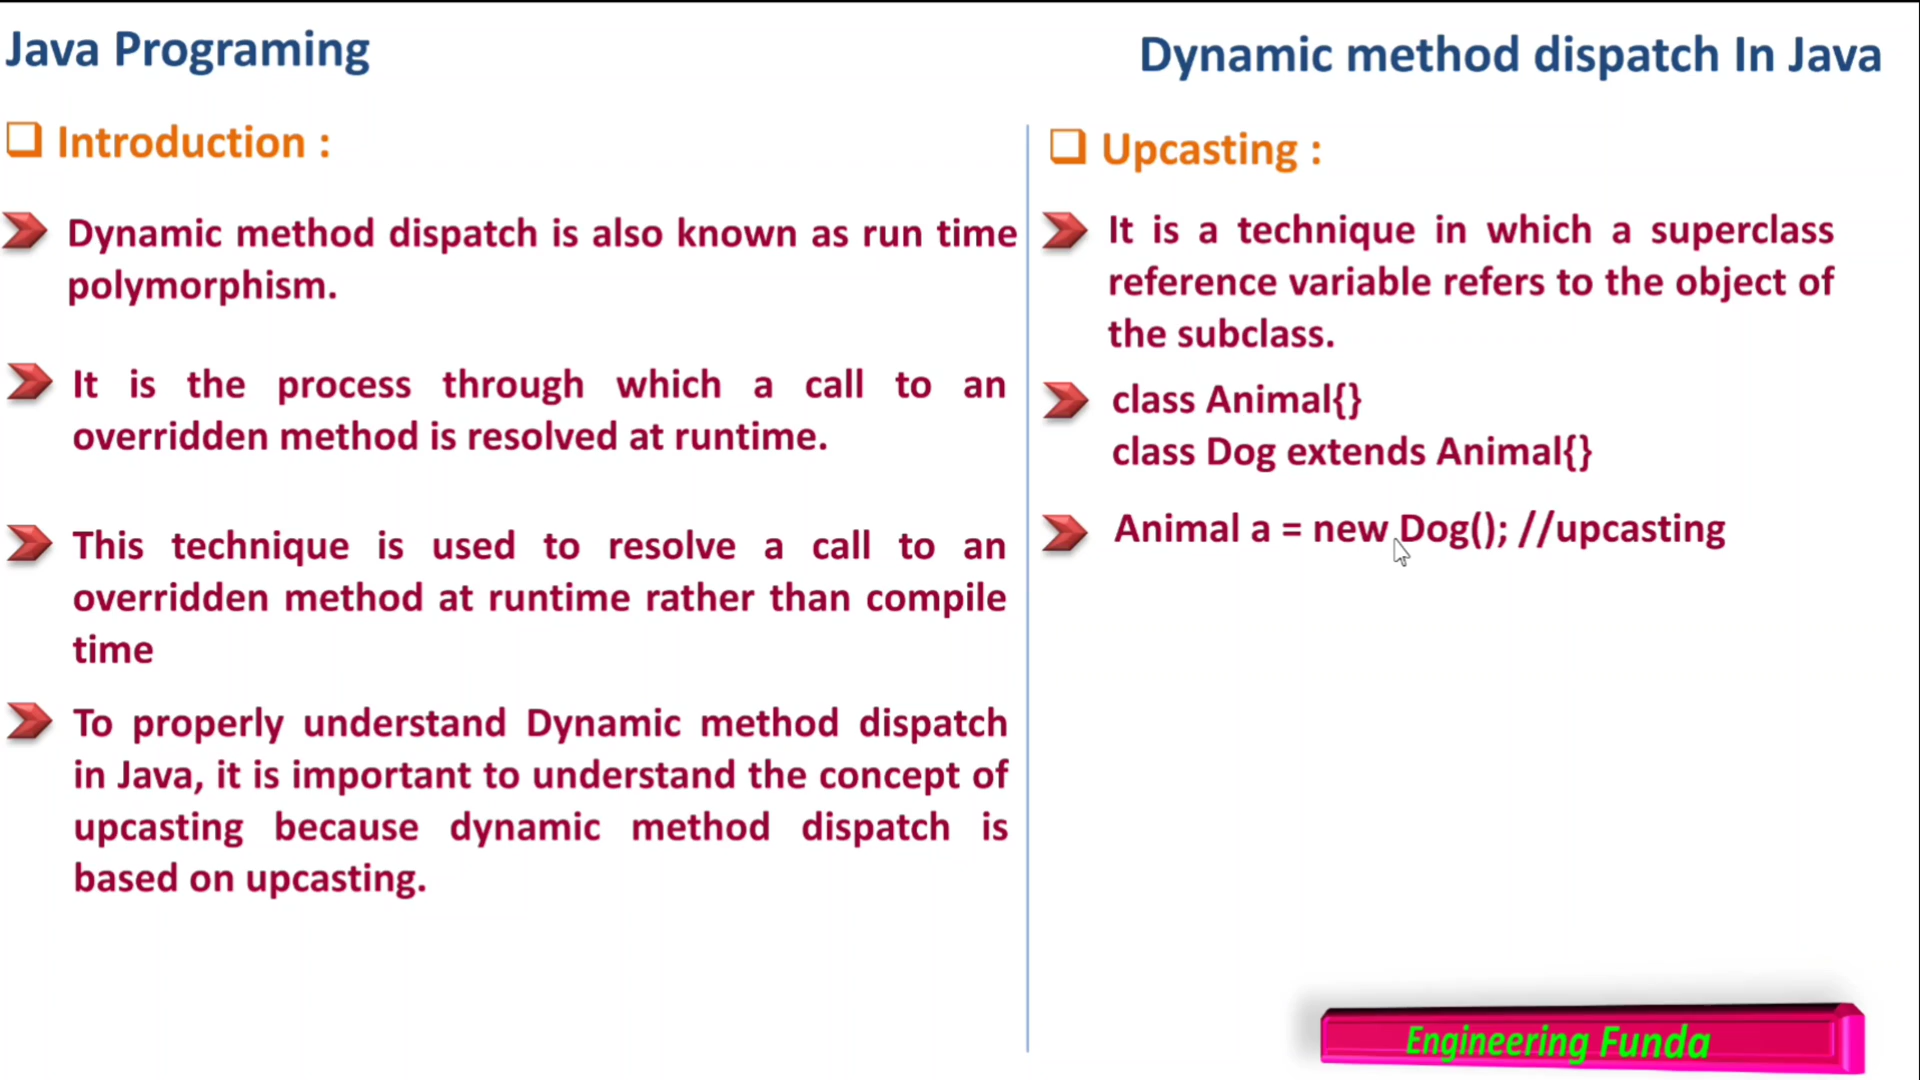 Java Programing
Dynamic method dispatch In Java
Introduction :
Dynamic method dispatch is also known as run time
polymorphism.
It is the process through which a call to an
overridden method is resolved at runtime.
This technique is used to resolve a call to an
overridden method at runtime rather than compile
time
To properly understand Dynamic method dispatch
in Java, it is important to understand the concept of
upcasting because dynamic method dispatch is
based on upcasting.
Upcasting :
It is a technique in which a superclass
reference variable refers to the object of
the subclass.
class Animal{}
class Dog extends Animal{}
Animal a = new Dog(); //upcasting
Engineering Funda